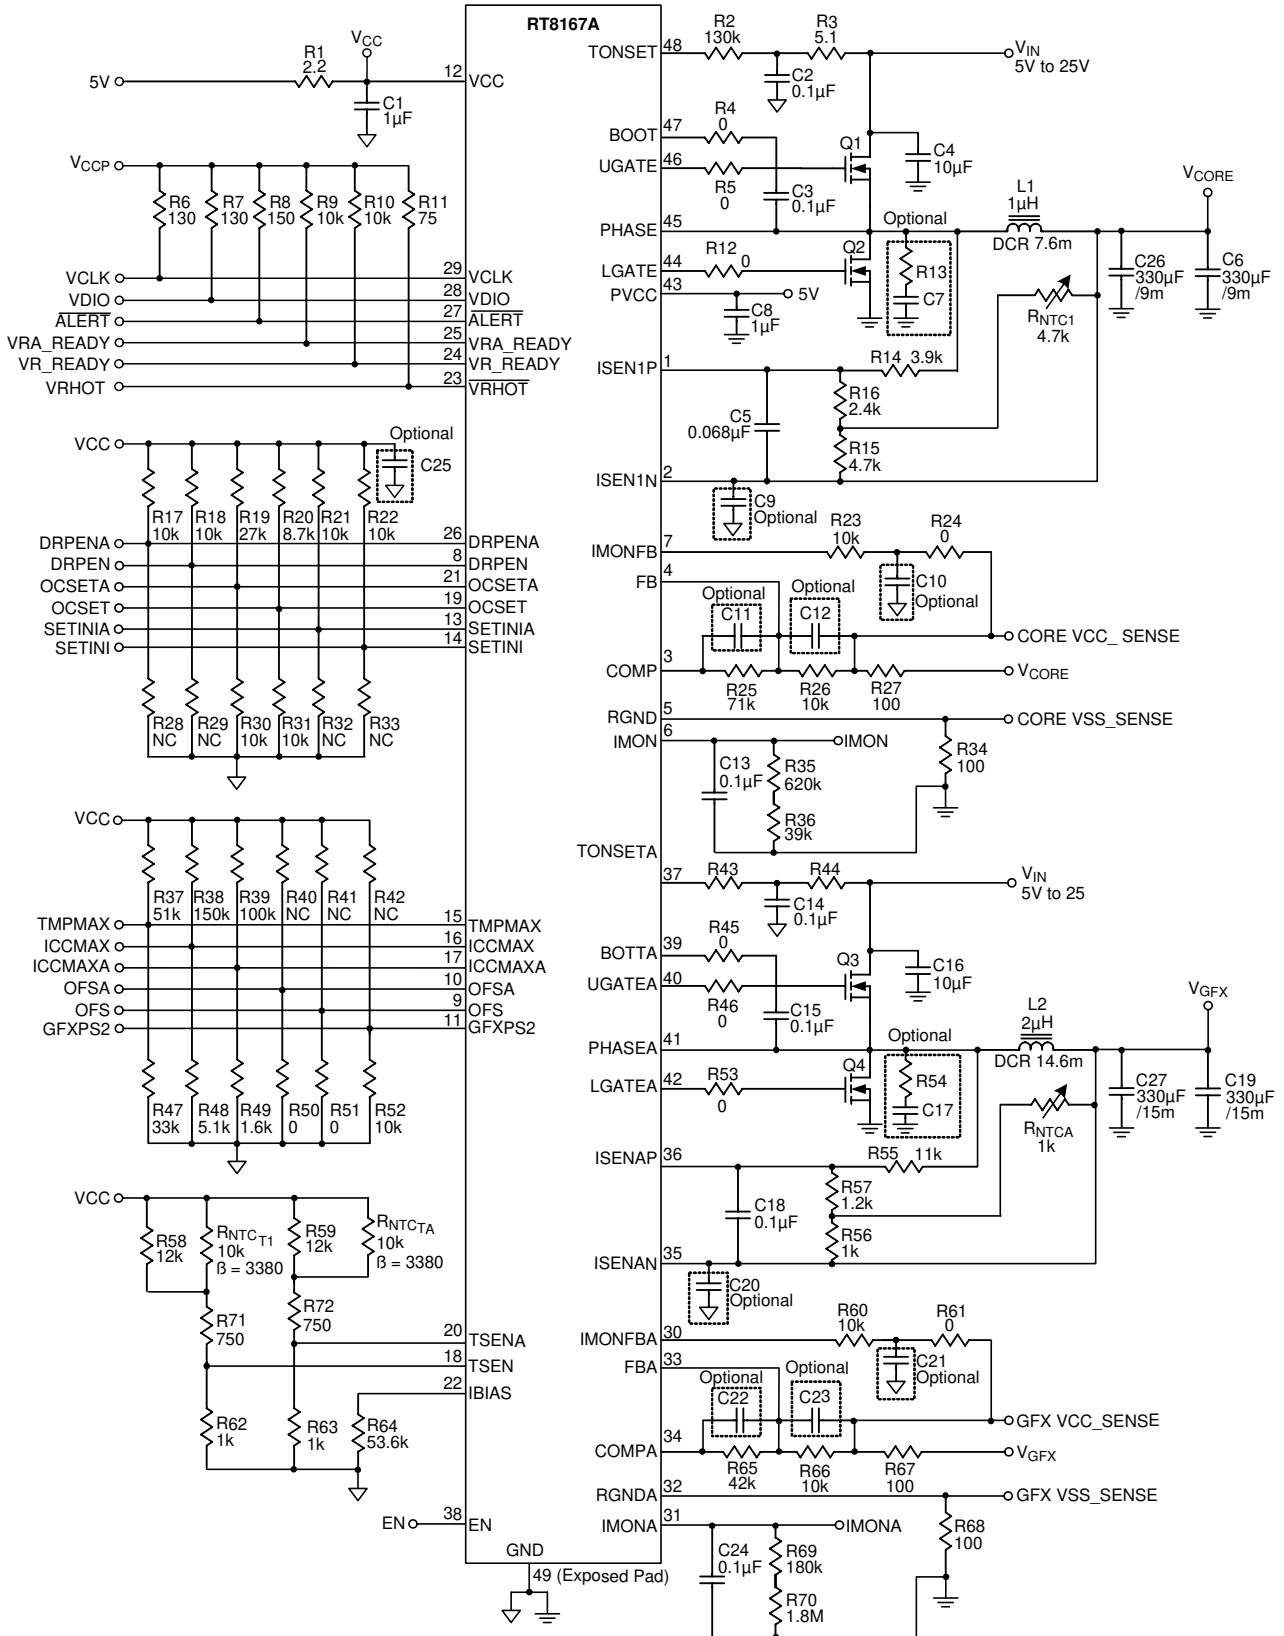 RT8167A
TONSET 48
R2
130k
R3
5.1
VIN
5V to 25V
C2
0.1µF
VCC
R1
2.2
5V
12 VCC
C1
1µF
BOOT 47
R4
0
Q1
C4
10µF
UGATE 46
R5
0
C3
0.1µF
VCCP
R6
130
R7
130
R8
150
R9
10k
R10
10k
R11
75
VCORE
L1
1µH
DCR 7.6m
PHASE 45
Optional
LGATE 44
R12
0
Q2
R13
C7
C26
330µF
/9m
C6
330µF
/9m
PVCC 43
5V
C8
1µF
RNTC1
4.7k
VCLK 29 VCLK
VDIO 28 VDIO
ALERT 27 ALERT
VRA_READY 25 VRA_READY
VR_READY 24 VR_READY
VRHOT 23 VRHOT
ISEN1P 1
R14 3.9k
R16
2.4k
C5
0.068µF
R15
4.7k
ISEN1N 2
C9
Optional
VCC
Optional
C25
R17
10k
R18
10k
R19
27k
R20
8.7k
R21
10k
R22
10k
DRPENA 26 DRPENA
DRPEN 8 DRPEN
OCSETA 21 OCSETA
OCSET 19 OCSET
SETINIA 13 SETINIA
SETINI 14 SETINI
R28
NC
R29
NC
R30
10k
R31
10k
R32
NC
R33
NC
IMONFB 7
R23
10k
R24
0
C10
Optional
FB 4
Optional
C11
Optional
C12
CORE VCC_ SENSE
COMP 3
R25
71k
R26
10k
R27
100
VCORE
RGND 5
CORE VSS_SENSE
IMON 6
IMON
C13
0.1µF
R35
620k
R36
39k
R34
100
VCC
R37
51k
R38
150k
R39
100k
R40
NC
R41
NC
R42
NC
TMPMAX 15 TMPMAX
ICCMAX 16 ICCMAX
ICCMAXA 17 ICCMAXA
OFSA 10 OFSA
OFS 9 OFS
GFXPS2 11 GFXPS2
R47
33k
R48
5.1k
R49
1.6k
R50
0
R51
0
R52
10k
TONSETA
37
R43
R44
VIN
5V to 25
C14
0.1µF
BOTTA 39
R45
0
Q3
C16
10µF
UGATEA 40
R46
0
C15
0.1µF
VGFX
L2
2µH
DCR 14.6m
PHASEA 41
Optional
LGATEA 42
R53
0
Q4
R54
C17
C27
330µF
/15m
C19
330µF
/15m
RNTCA
1k
ISENAP 36
R55 11k
R57
1.2k
C18
0.1µF
R56
1k
ISENAN 35
C20
Optional
VCC
R58
12k
RNTCT1
10k
ß = 3380
R59
12k
RNTCTA
10k
ß = 3380
R71
750
R72
750
20 TSENA
18 TSEN
22 IBIAS
R62
1k
R63
1k
R64
53.6k
IMONFBA 30
R60
10k
R61
0
C21
Optional
FBA 33
Optional
C22
Optional
C23
GFX VCC_SENSE
COMPA 34
R65
42k
R66
10k
R67
100
VGFX
RGNDA 32
GFX VSS_SENSE
IMONA 31
IMONA
C24
0.1µF
R69
180k
R70
1.8M
R68
100
EN 38 EN
GND
49 (Exposed Pad)